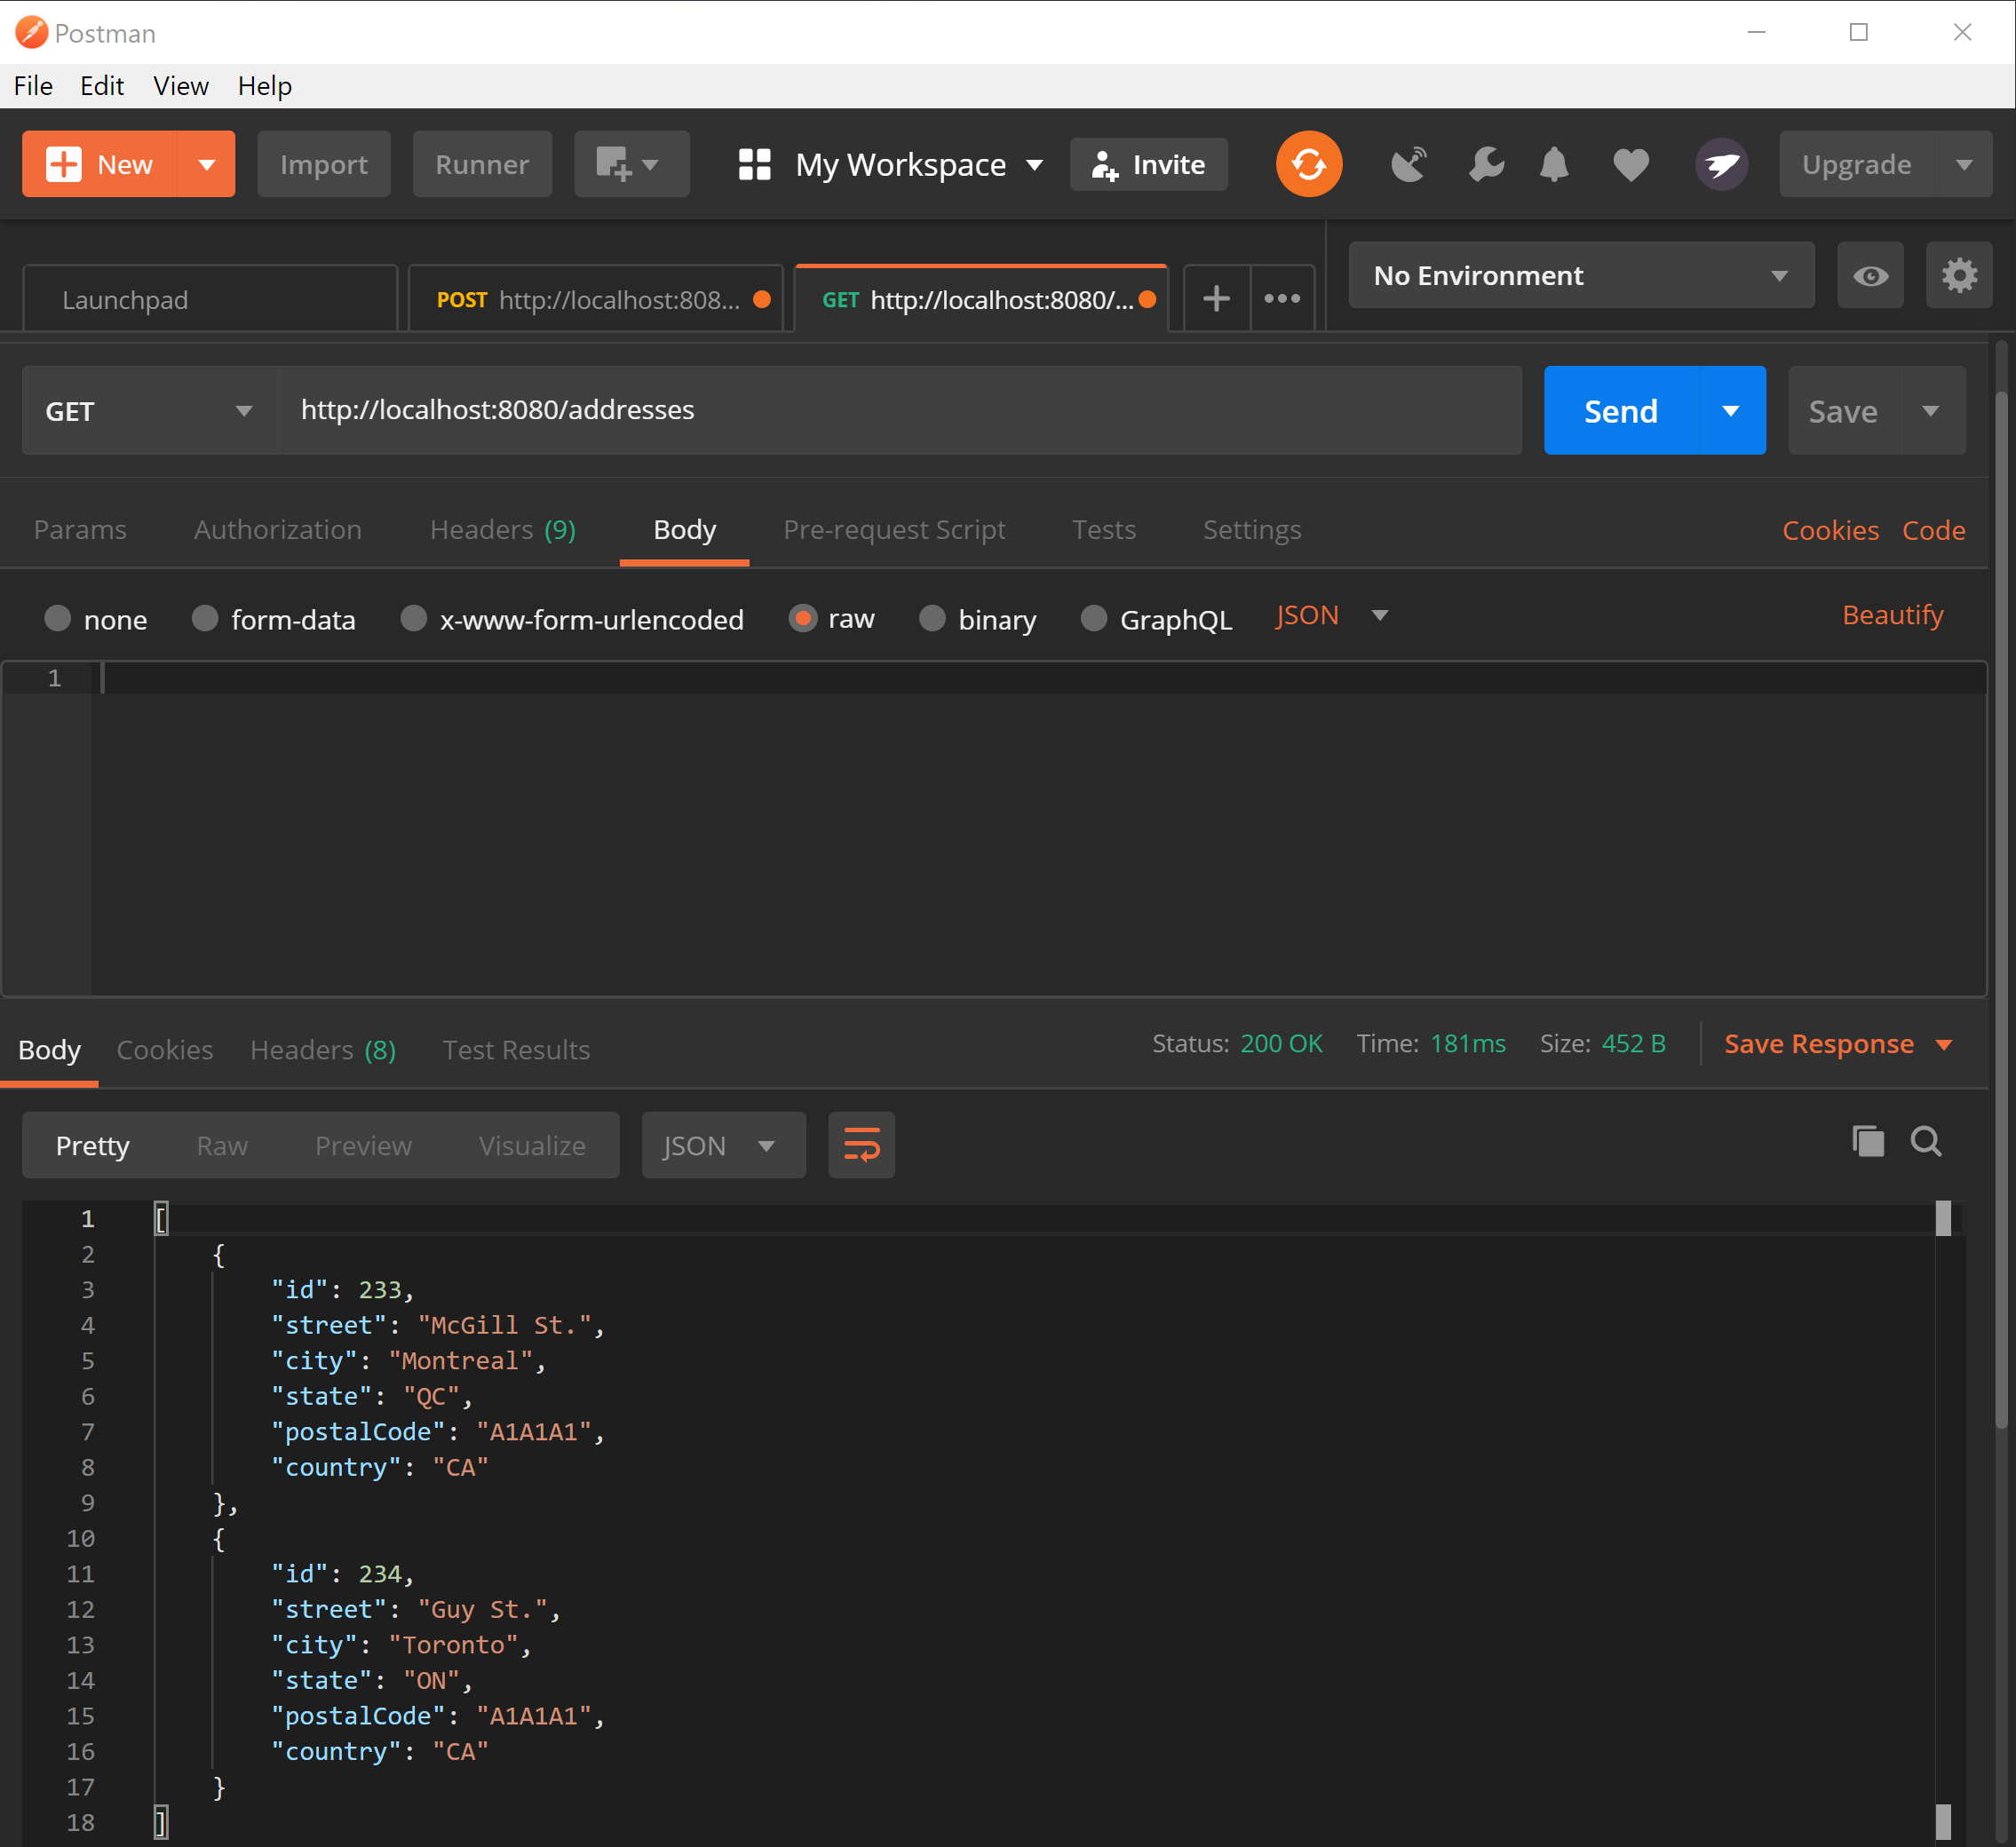 Postman
File Edit View Help
New Import Runner My Workspace Invite Upgrade
Launchpad POST http://localhost:808... GET http://localhost:8080/... No Environment
GET http://localhost:8080/addresses Send Save
Params Authorization Headers (9) Body Pre-request Script Tests Settings Cookies Code
none form-data x-www-form-urlencoded raw binary GraphQL JSON Beautify
1
Body Cookies Headers (8) Test Results Status: 200 OK Time: 181ms Size: 452 B Save Response
Pretty Raw Preview Visualize JSON
1 [
2 {
3 "id": 233,
4 "street": "McGill St.",
5 "city": "Montreal",
6 "state": "QC",
7 "postalCode": "A1A1A1",
8 "country": "CA"
9 },
10 {
11 "id": 234,
12 "street": "Guy St.",
13 "city": "Toronto",
14 "state": "ON",
15 "postalCode": "A1A1A1",
16 "country": "CA"
17 }
18 ]